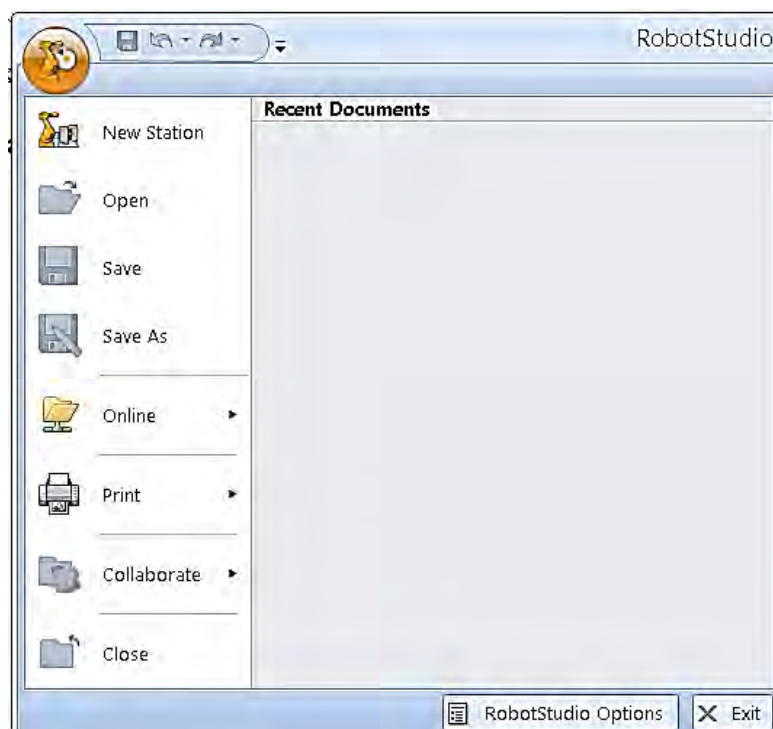 RobotStudio
Recent Documents
New Station
Open
Save
Save As
Online
Print
Collaborate
Close
RobotStudio Options
Exit